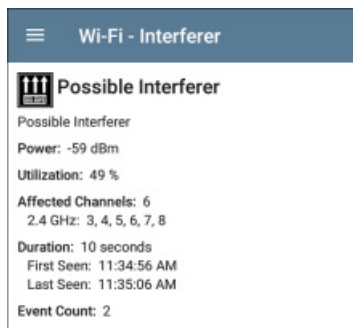 Wi-Fi - Interferer
Possible Interferer
Possible Interferer
Power: -59 dBm
Utilization: 49 %
Affected Channels: 6
2.4 GHz: 3, 4, 5, 6, 7, 8
Duration: 10 seconds
First Seen: 11:34:56 AM
Last Seen: 11:35:06 AM
Event Count: 2